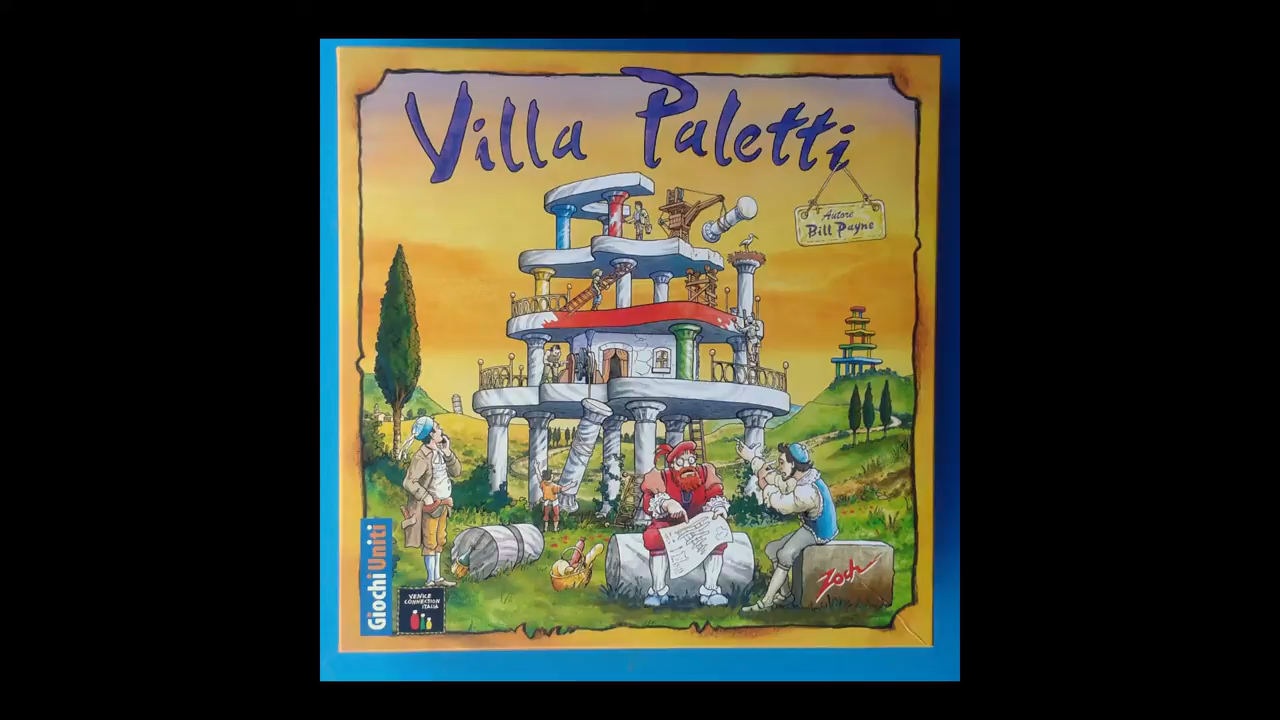 Villa Paletti
Autore
Bill Payne
Giochi Uniti
VENICE
CONNECTION
ITALIA
Zoch